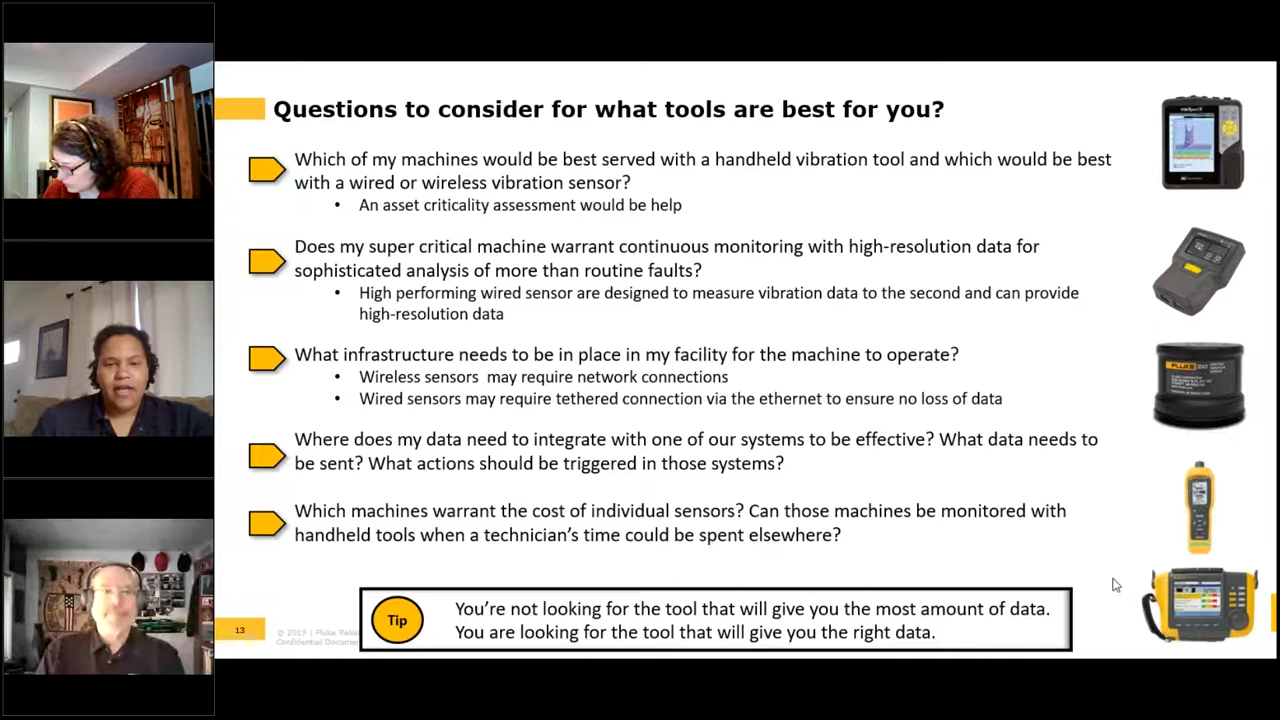 Questions to consider for what tools are best for you?
Which of my machines would be best served with a handheld vibration tool and which would be best
with a wired or wireless vibration sensor?
• An asset criticality assessment would be help
Does my super critical machine warrant continuous monitoring with high-resolution data for
sophisticated analysis of more than routine faults?
• High performing wired sensor are designed to measure vibration data to the second and can provide
high-resolution data
What infrastructure needs to be in place in my facility for the machine to operate?
• Wireless sensors may require network connections
• Wired sensors may require tethered connection via the ethernet to ensure no loss of data
Where does my data need to integrate with one of our systems to be effective? What data needs to
be sent? What actions should be triggered in those systems?
Which machines warrant the cost of individual sensors? Can those machines be monitored with
handheld tools when a technician's time could be spent elsewhere?
Tip
You're not looking for the tool that will give you the most amount of data.
You are looking for the tool that will give you the right data.
13
© 2019 | Fluke
Confidential
FLUKE